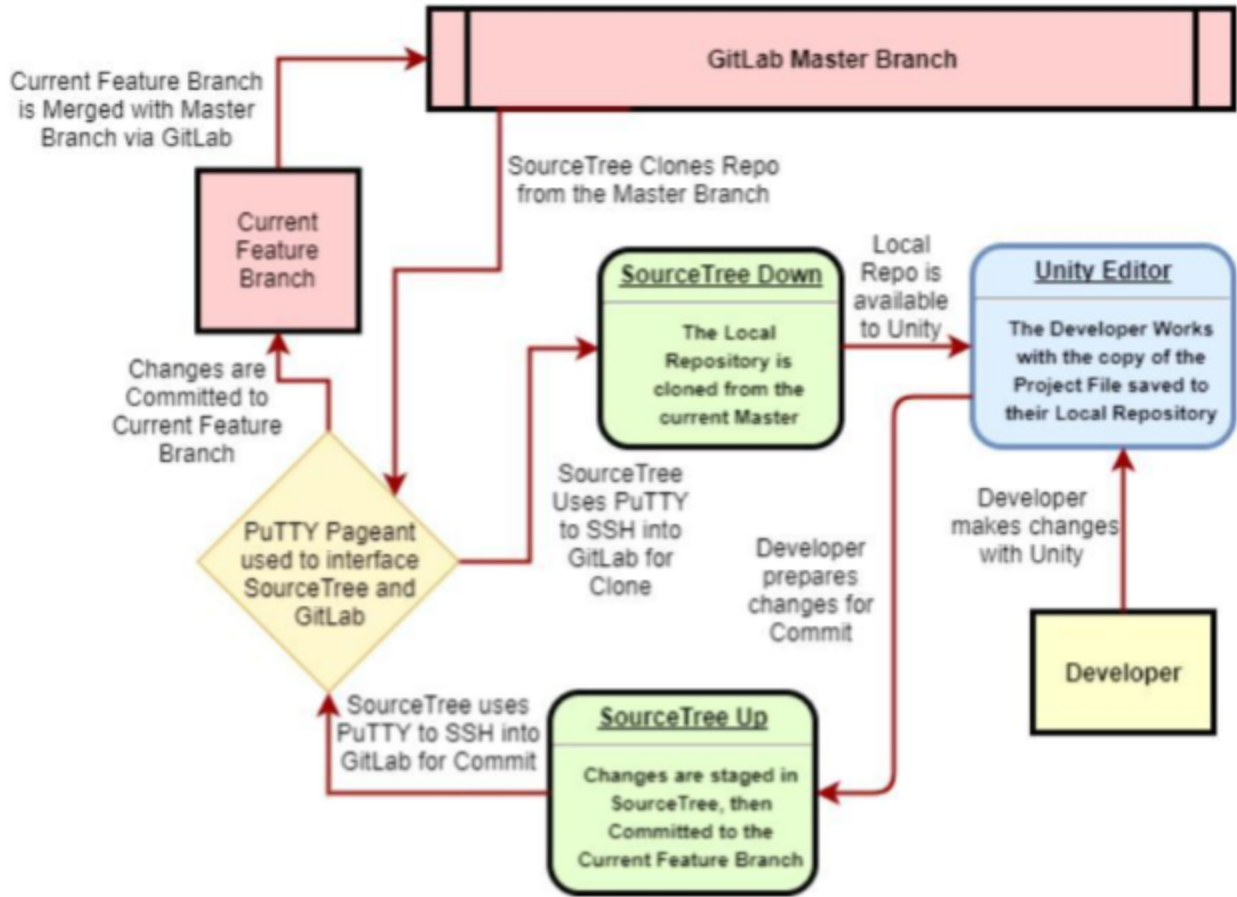 GitLab Master Branch
Current Feature Branch
is Merged with Master
Branch via GitLab
SourceTree Clones Repo
from the Master Branch
Current
Feature
Branch
SourceTree Down
The Local
Repository is
cloned from the
current Master
Local
Repo is
available
to Unity
Unity Editor
The Developer Works
with the copy of the
Project File saved to
their Local Repository
Changes are
Committed to
Current Feature
Branch
SourceTree
Uses PuTTY
to SSH into
GitLab for
Clone
Developer
makes changes
with Unity
PuTTY Pageant
used to interface
SourceTree and
GitLab
Developer
prepares
changes for
Commit
Developer
SourceTree uses
PuTTY to SSH into
GitLab for Commit
SourceTree Up
Changes are staged in
SourceTree, then
Committed to the
Current Feature Branch